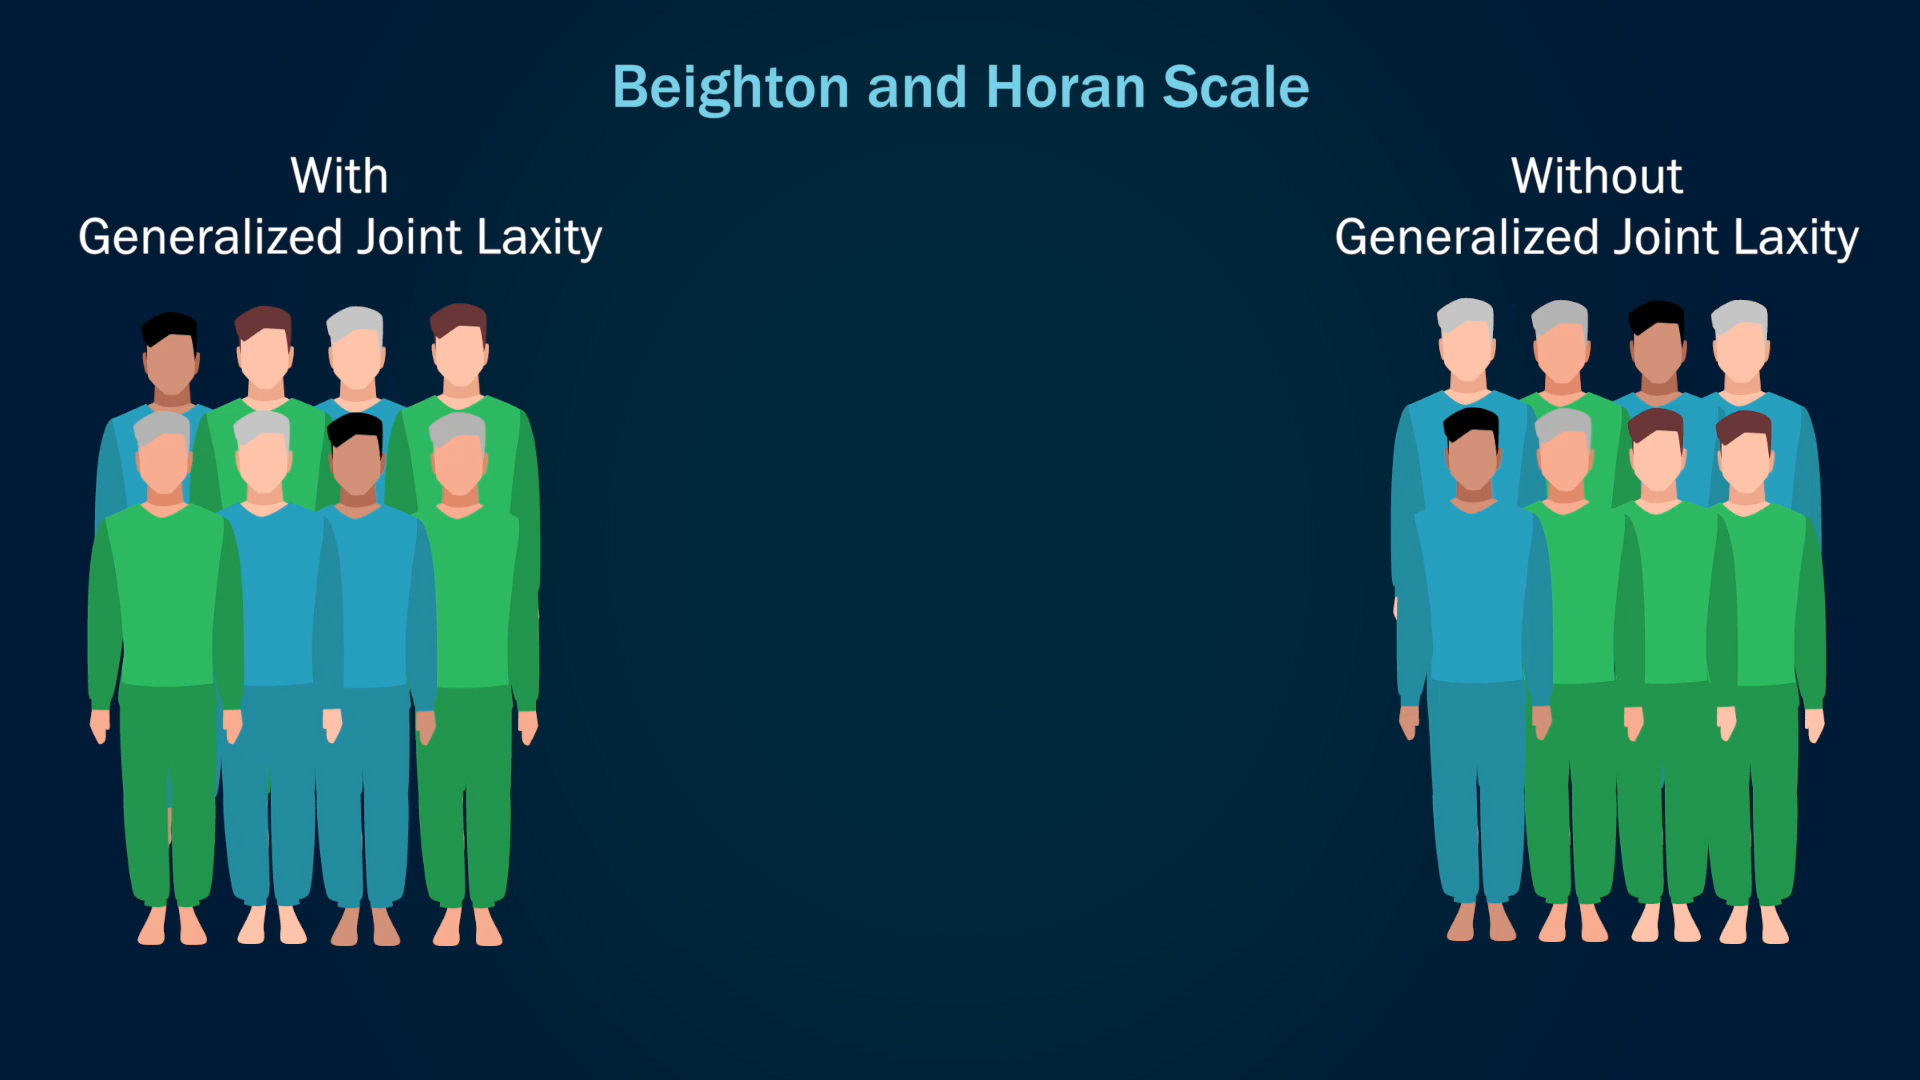 Beighton and Horan Scale
With
Generalized Joint Laxity
Without
Generalized Joint Laxity